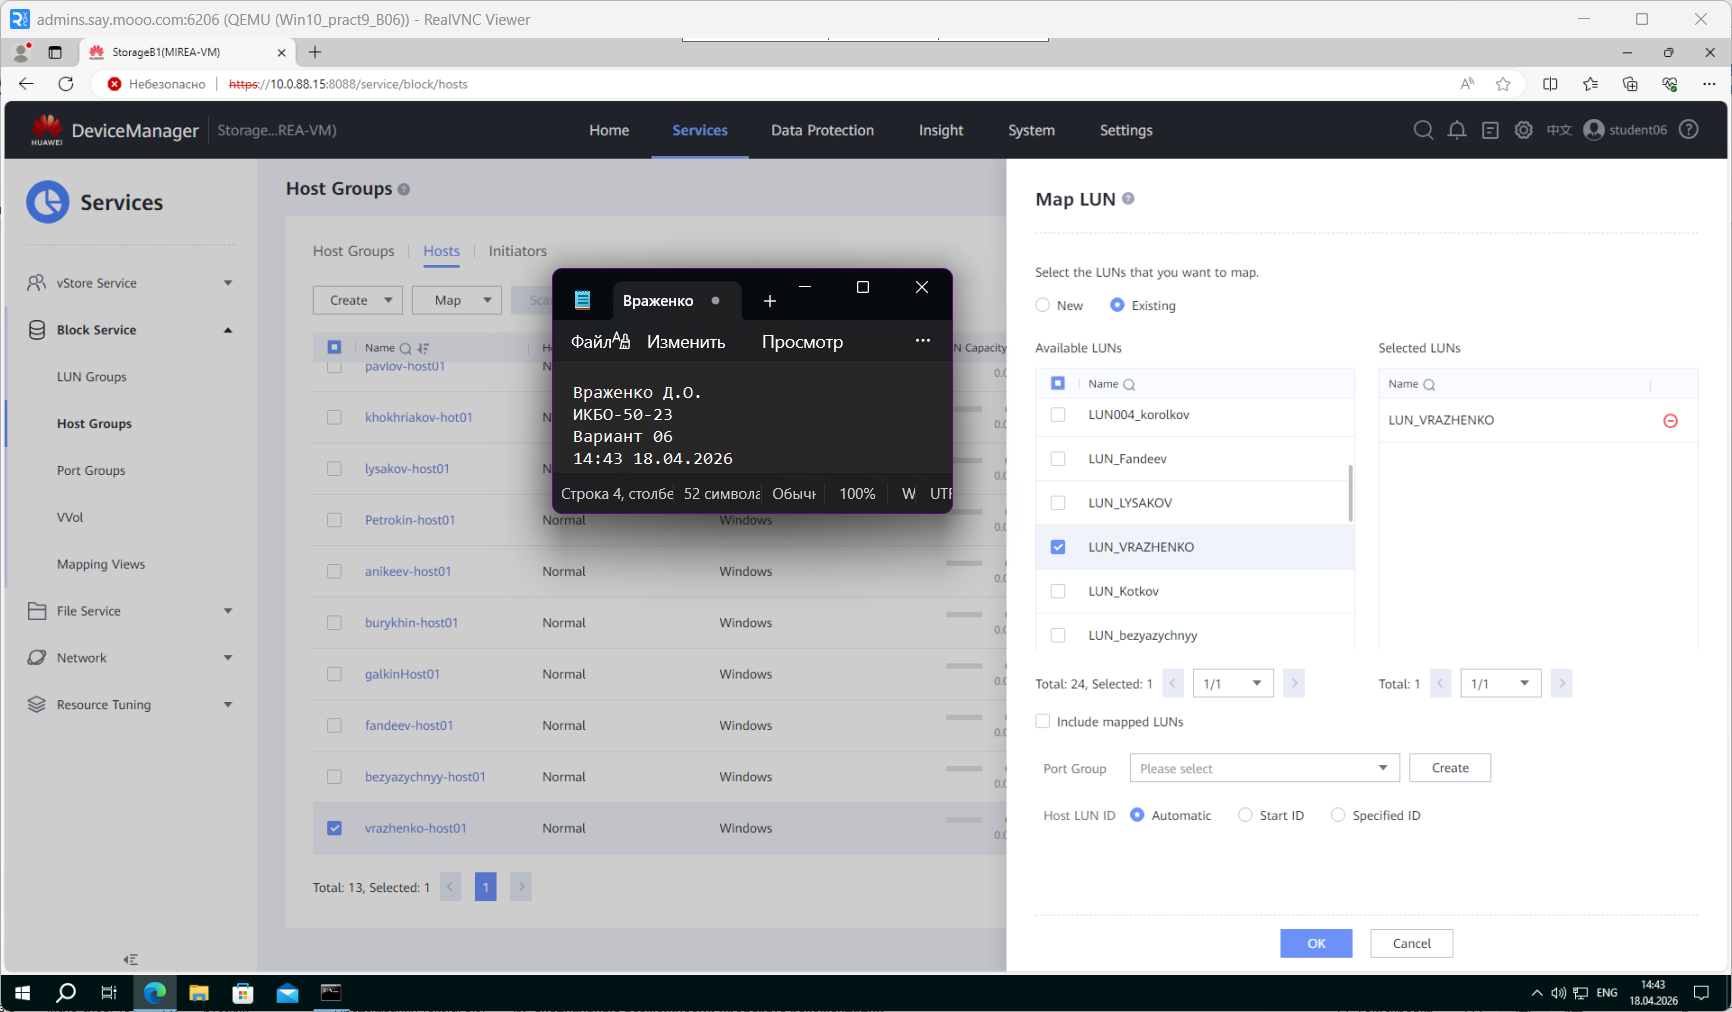 admins.say.mooo.com:6206 (QEMU (Win10_pract9_B06)) - RealVNC Viewer
StorageB1(MIREA-VM)
Небезопасно
https://10.0.88.15:8088/service/block/hosts
HUAWEI
DeviceManager
Storage...REA-VM)
Home
Services
Data Protection
Insight
System
Settings
中文
student06
Services
vStore Service
Block Service
LUN Groups
Host Groups
Port Groups
VVol
Mapping Views
File Service
Network
Resource Tuning
Host Groups
Host Groups
Hosts
Initiators
Create
Map
Name
N Capacity
pavlov-host01
khokhriakov-hot01
lysakov-host01
Petrokin-host01 Normal Windows
anikeev-host01 Normal Windows
burykhin-host01 Normal Windows
galkinHost01 Normal Windows
fandeev-host01 Normal Windows
bezyazychnyy-host01 Normal Windows
vrazhenko-host01 Normal Windows
Total: 13, Selected: 1
1
Враженко
Файл
Изменить
Просмотр
Враженко Д.О.
ИКБО-50-23
Вариант 06
14:43 18.04.2026
Строка 4, столбе
52 символа
Обычн
100%
W
UTF
Map LUN
Select the LUNs that you want to map.
New
Existing
Available LUNs
Name
LUN004_korolkov
LUN_Fandeev
LUN_LYSAKOV
LUN_VRAZHENKO
LUN_Kotkov
LUN_bezyazychnyy
Total: 24, Selected: 1
1/1
Selected LUNs
Name
LUN_VRAZHENKO
Total: 1
1/1
Include mapped LUNs
Port Group
Please select
Create
Host LUN ID
Automatic
Start ID
Specified ID
OK
Cancel
ENG
14:43
18.04.2026